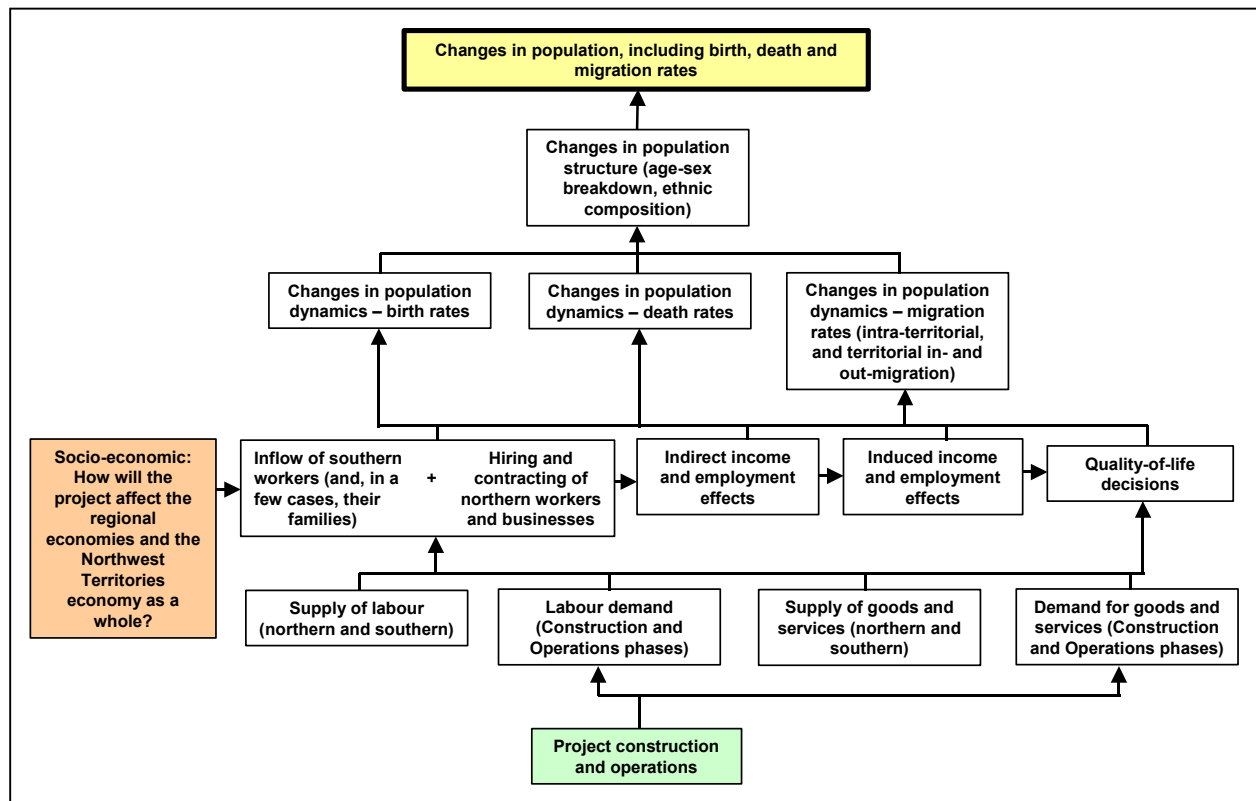 Changes in population, including birth, death and
migration rates
Changes in population
structure (age-sex
breakdown, ethnic
composition)
Changes in population
dynamics – birth rates
Changes in population
dynamics – death rates
Changes in population
dynamics – migration
rates (intra-territorial,
and territorial in- and
out-migration)
Socio-economic:
How will the
project affect the
regional
economies and the
Northwest
Territories
economy as a
whole?
Inflow of southern
workers (and, in a
few cases, their
families)
+
Hiring and
contracting of
northern workers
and businesses
Indirect income
and employment
effects
Induced income
and employment
effects
Quality-of-life
decisions
Supply of labour
(northern and southern)
Labour demand
(Construction and
Operations phases)
Supply of goods and
services (northern and
southern)
Demand for goods and
services (Construction
and Operations phases)
Project construction
and operations